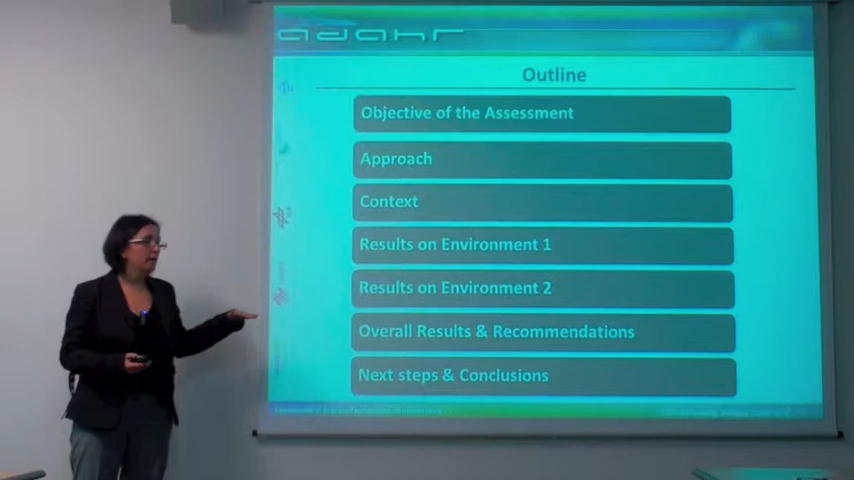 adahr
Outline
Objective of the Assessment
Approach
Context
Results on Environment 1
Results on Environment 2
Overall Results & Recommendations
Next steps & Conclusions